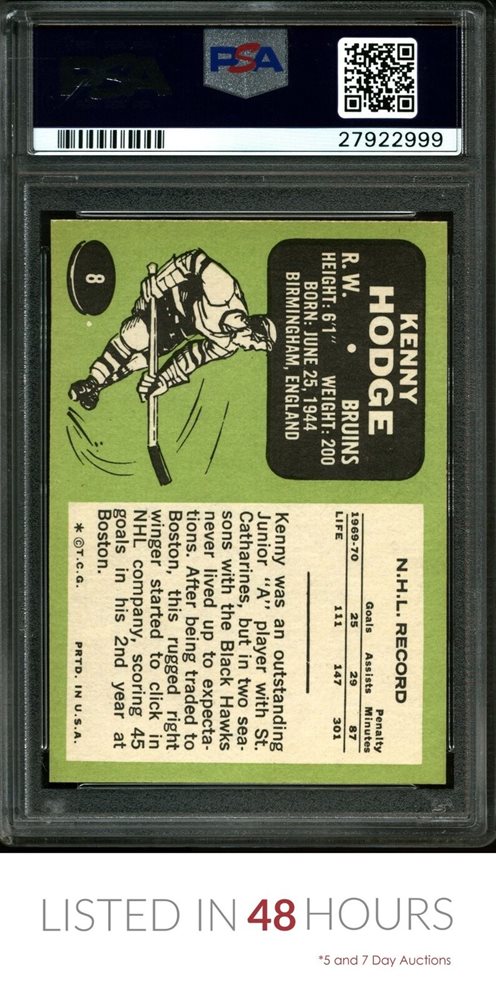 PSA
27922999
8
KENNY
HODGE
R. W. • BRUINS
HEIGHT: 61″ WEIGHT: 200
BORN: JUNE 25, 1944
BIRMINGHAM, ENGLAND
N.H.L. RECORD
Goals Assists Penalty Minutes
1969-70 25 29 87
LIFE 111 147 301
Kenny was an outstanding
Junior "A" player with St.
Catharines, but in two sea-
sons with the Black Hawks
never lived up to expecta-
tions. After being traded to
Boston, this rugged right
winger started to click in
NHL company, scoring 45
goals in his 2nd year at
Boston.
* © T.C.G. PRTD. IN U.S.A.
LISTED IN 48 HOURS
*5 and 7 Day Auctions